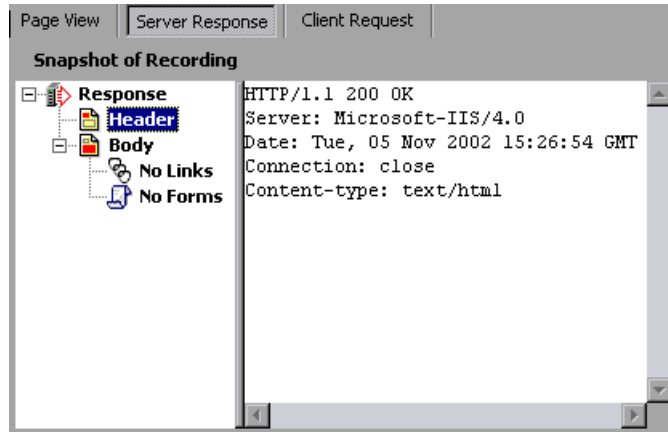 Page View Server Response Client Request
Snapshot of Recording
Response
Header
Body
No Links
No Forms
HTTP/1.1 200 OK
Server: Microsoft-IIS/4.0
Date: Tue, 05 Nov 2002 15:26:54 GMT
Connection: close
Content-type: text/html